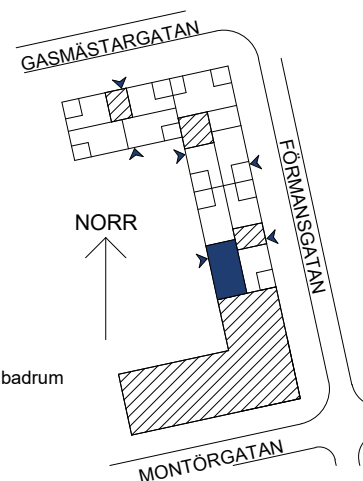 GASMÄSTARGATAN
FÖRMANSGATAN
NORR
badrum
MONTÖRGATAN